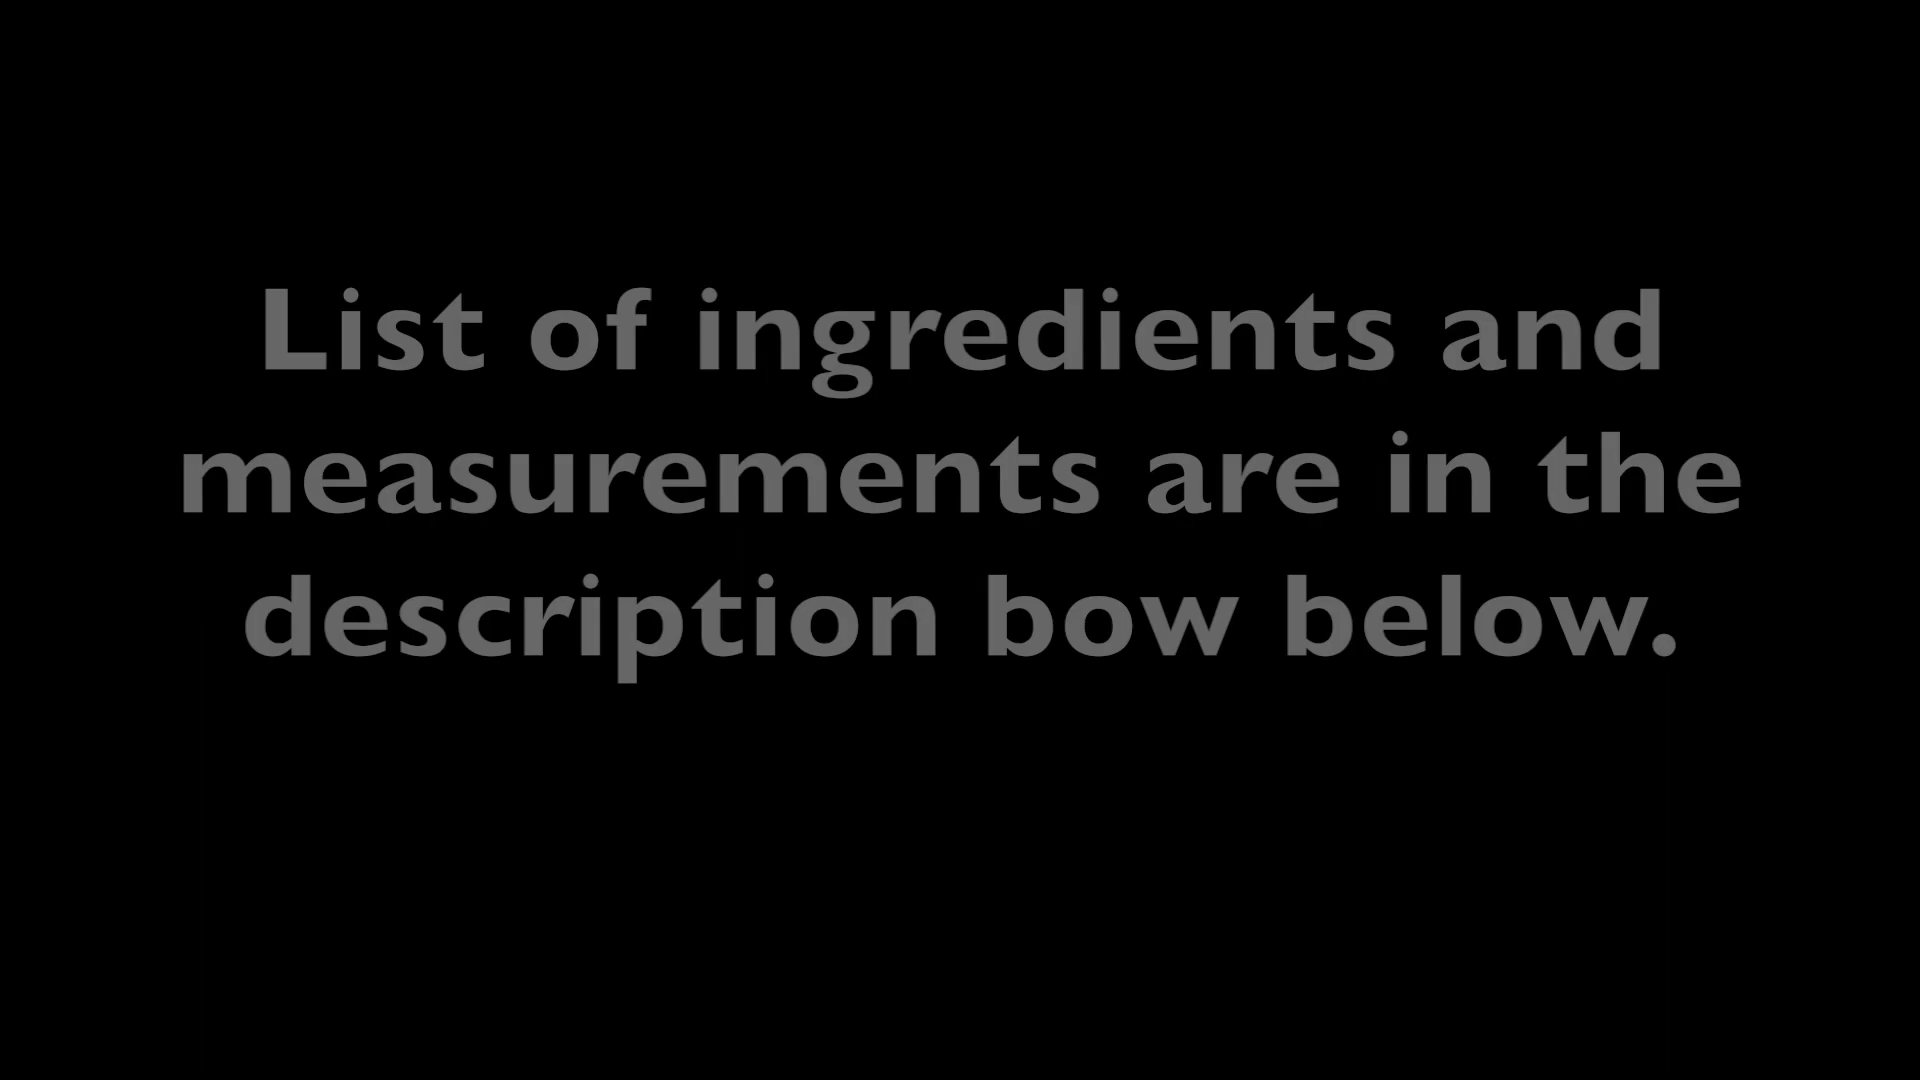 List of ingredients and
measurements are in the
description bow below.